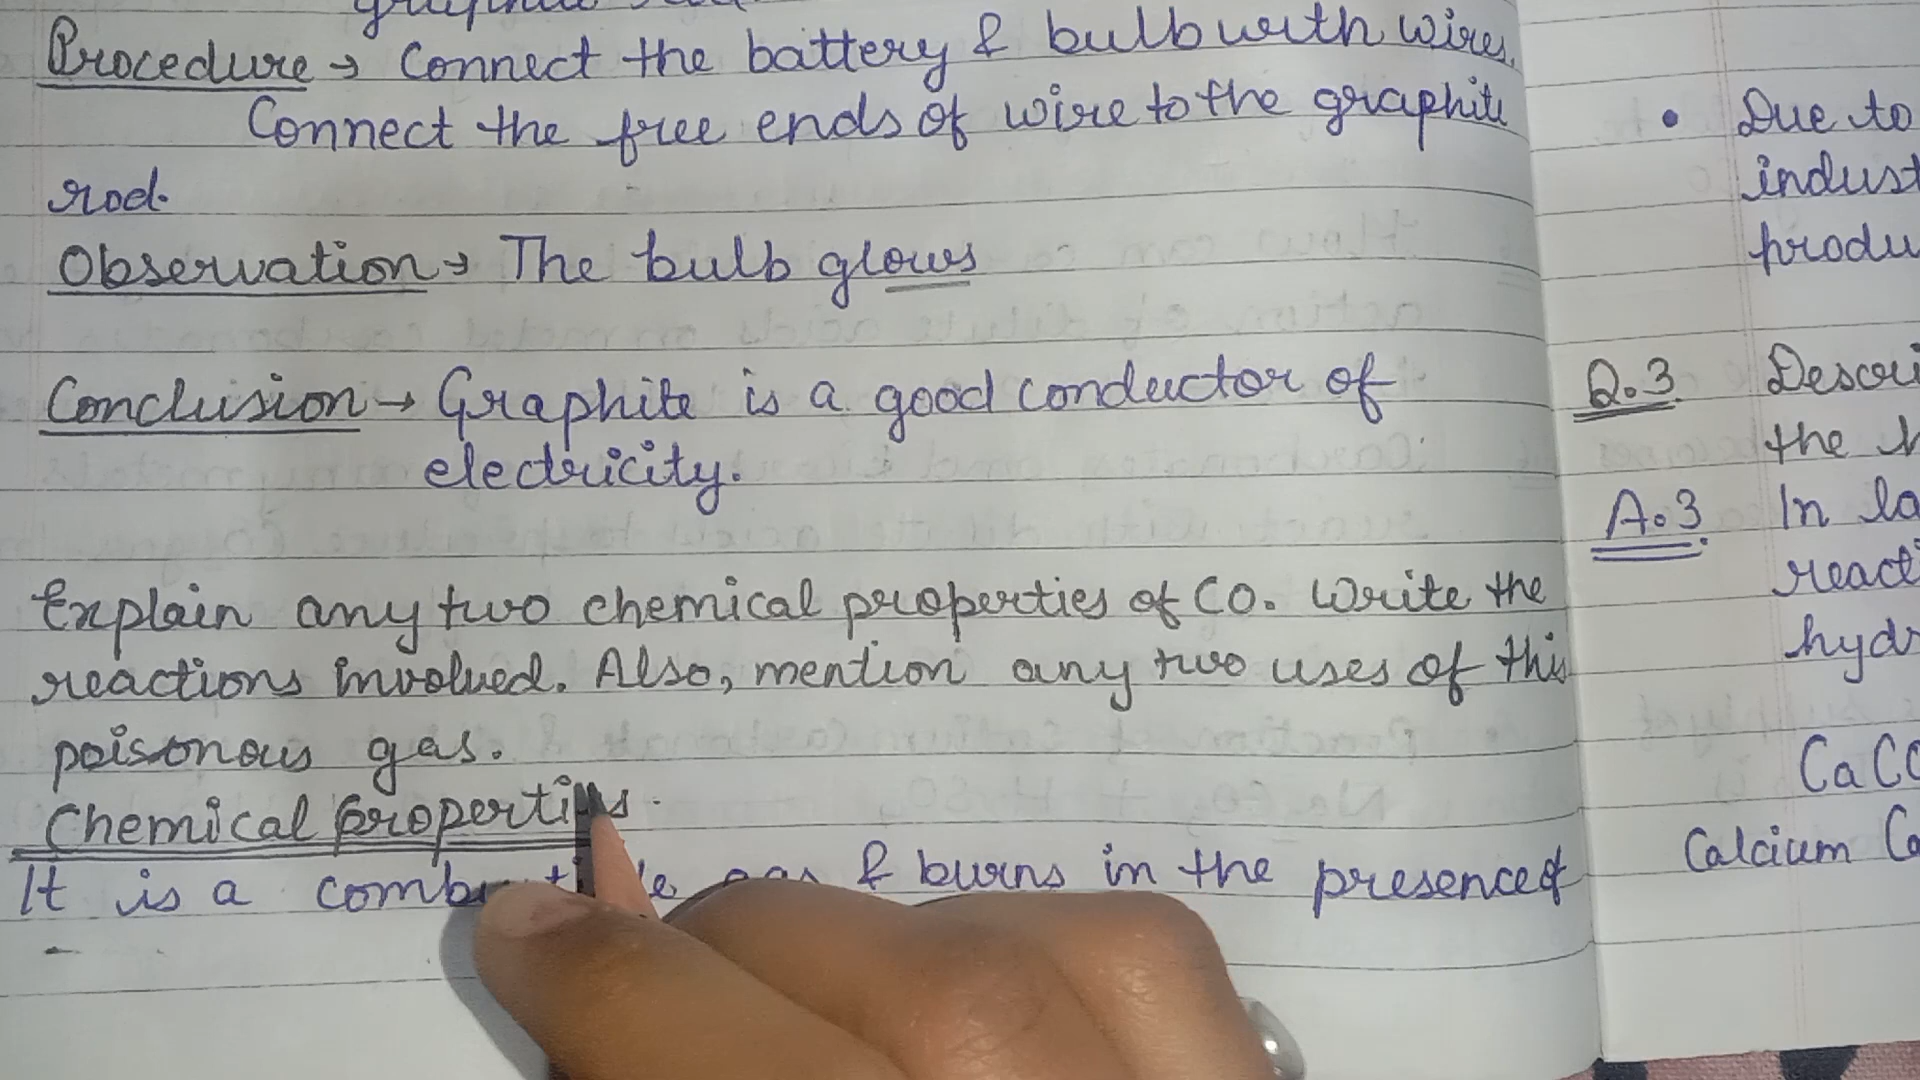 Procedure → Connect the battery & bulb with wires.
Connect the free ends of wire to the graphite
rod.
Observation → The bulb glows
Conclusion → Graphite is a good conductor of
electricity.
Explain any two chemical properties of CO. Write the
reactions involved. Also, mention any two uses of this
poisonous gas.
Chemical Properties.
It is a gas & burns in the presence of
• Due to
indust
produ
Q.3 Descri
the
A.3. In la
react
hyd
CaCO
Calcium Ca